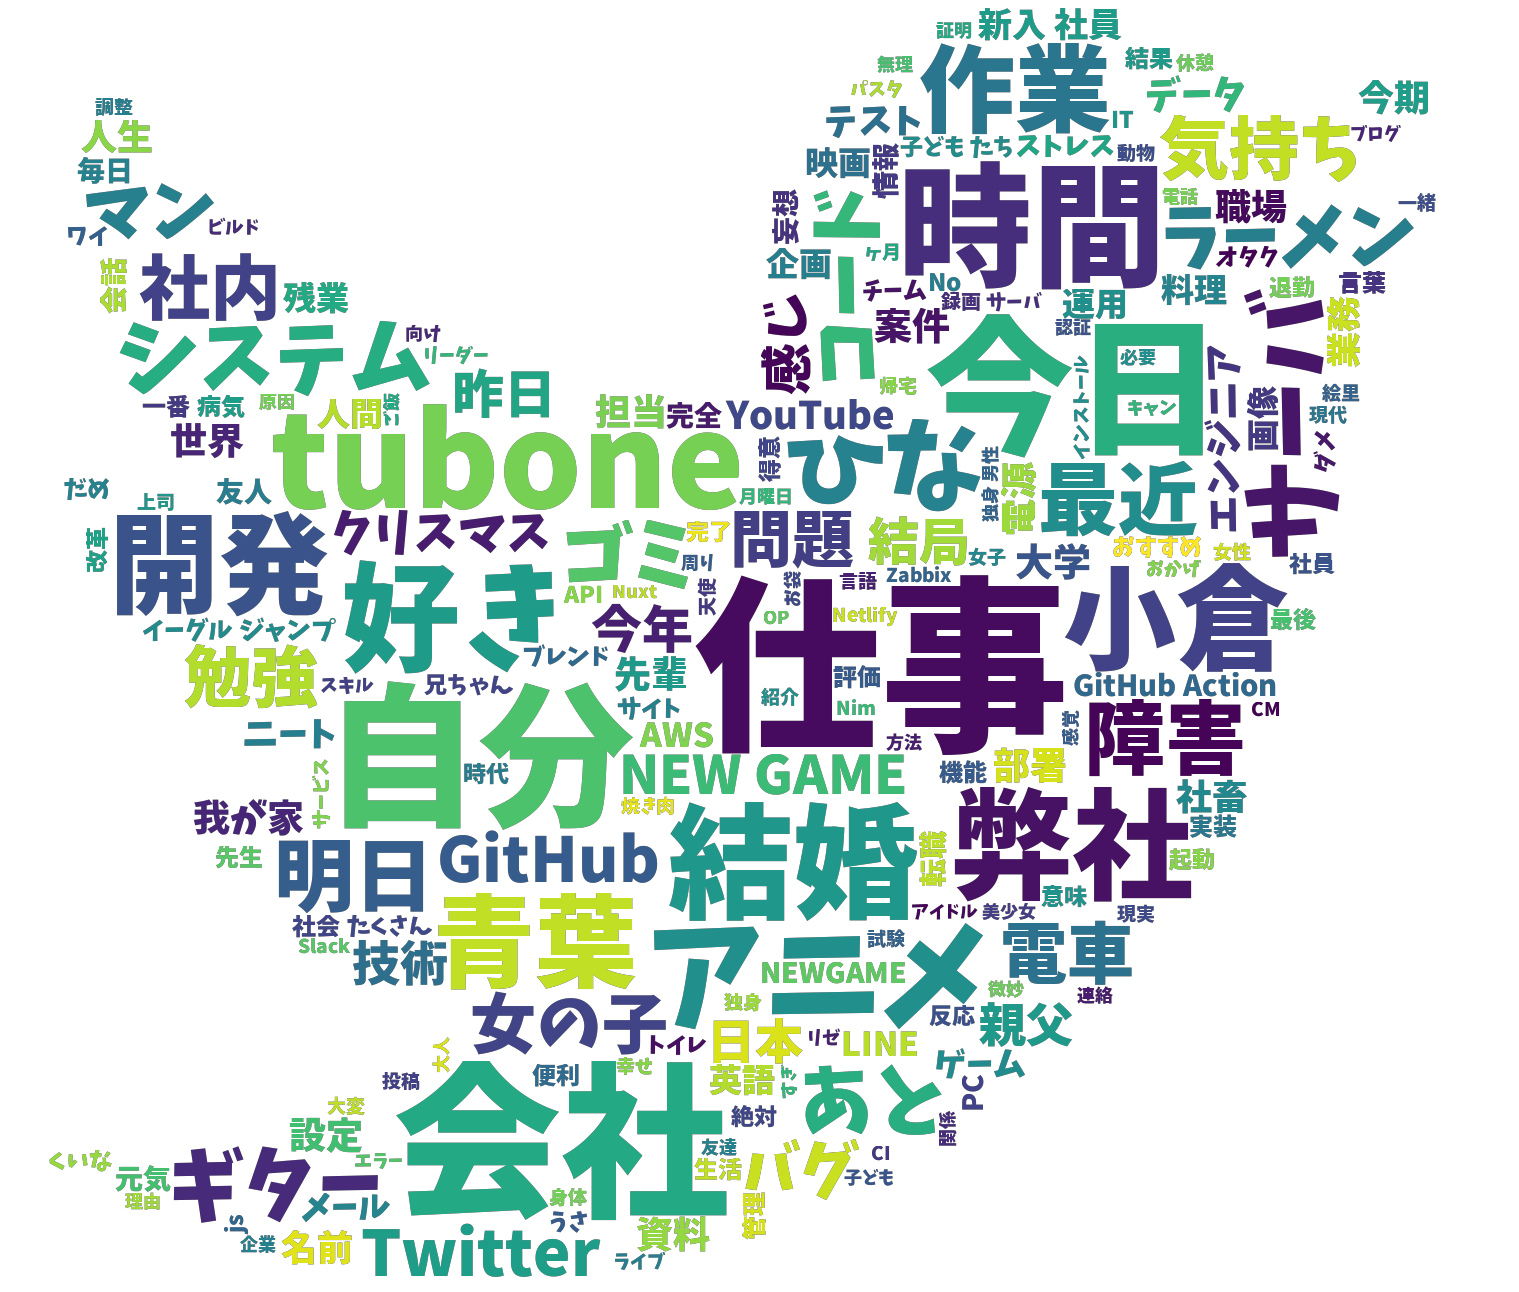 証明 新入 社員
無理 作業 結果 休憩
パスタ データ 今期
調整 テスト IT 気持ち ブログ
人生 子ども たち ストレス 動物
毎日 映画 情報 時間 電話 職場 一緒
マン ビルド 妄想 シーコ ラーメン
ワイ ケ月 オタク
会話 社内 残業 企画 チーム No 料理 退勤 言葉
録画 サーバ 運用 バ
システム 向け 感じ 案件 認証 業務
リーダー 今日 必要 エンジニア
昨日 帰宅 インストール キャン 画像 ニ 絵里
一番 病気 原因 人間 ご飯 担当 完全 YouTube 現代
世界 tubone 得意 ひな 独身 男性 ダメ
だめ 上司 友人 月曜日 電源 最近 サ
開発 クリスマス ゴミ 完了 問題 結局 女子 大学 おすすめ 女性 社員
改革 周り おかげ
好き API Nuxt 天使 お袋 言語 Zabbix 小倉
イーグル ジャンプ 今年 OP Netlify 仕事 最後
勉強 ブレンド 先輩 評価 GitHub Action
スキル 兄ちゃん サイト 紹介 Nim 障害 CM
ニート 自分 AWS 方法 感覚
サービス 時代 NEW GAME 機能 部署
我が家 焼き肉 弊社 社畜
先生 明日 GitHub 結婚 転職 実装
起動
社会 たくさん 青葉 アイドル 美少女 意味 現実
Slack 技術 アニメ 試験 電車
NEWGAME 微妙 連絡
女の子 独身 反応 親父
トイレ 日本 リゼ LINE ゲーム
大人 投稿 便利 幸せ 英語 すぎ あと PC
大変 会社 絶対 関係
設定 友達 CI
くいな 元気 ギター エラー 生活 バグ 子ども
理由 メール 身体 管理
js うさ
企業 名前 Twitter ライブ 資料